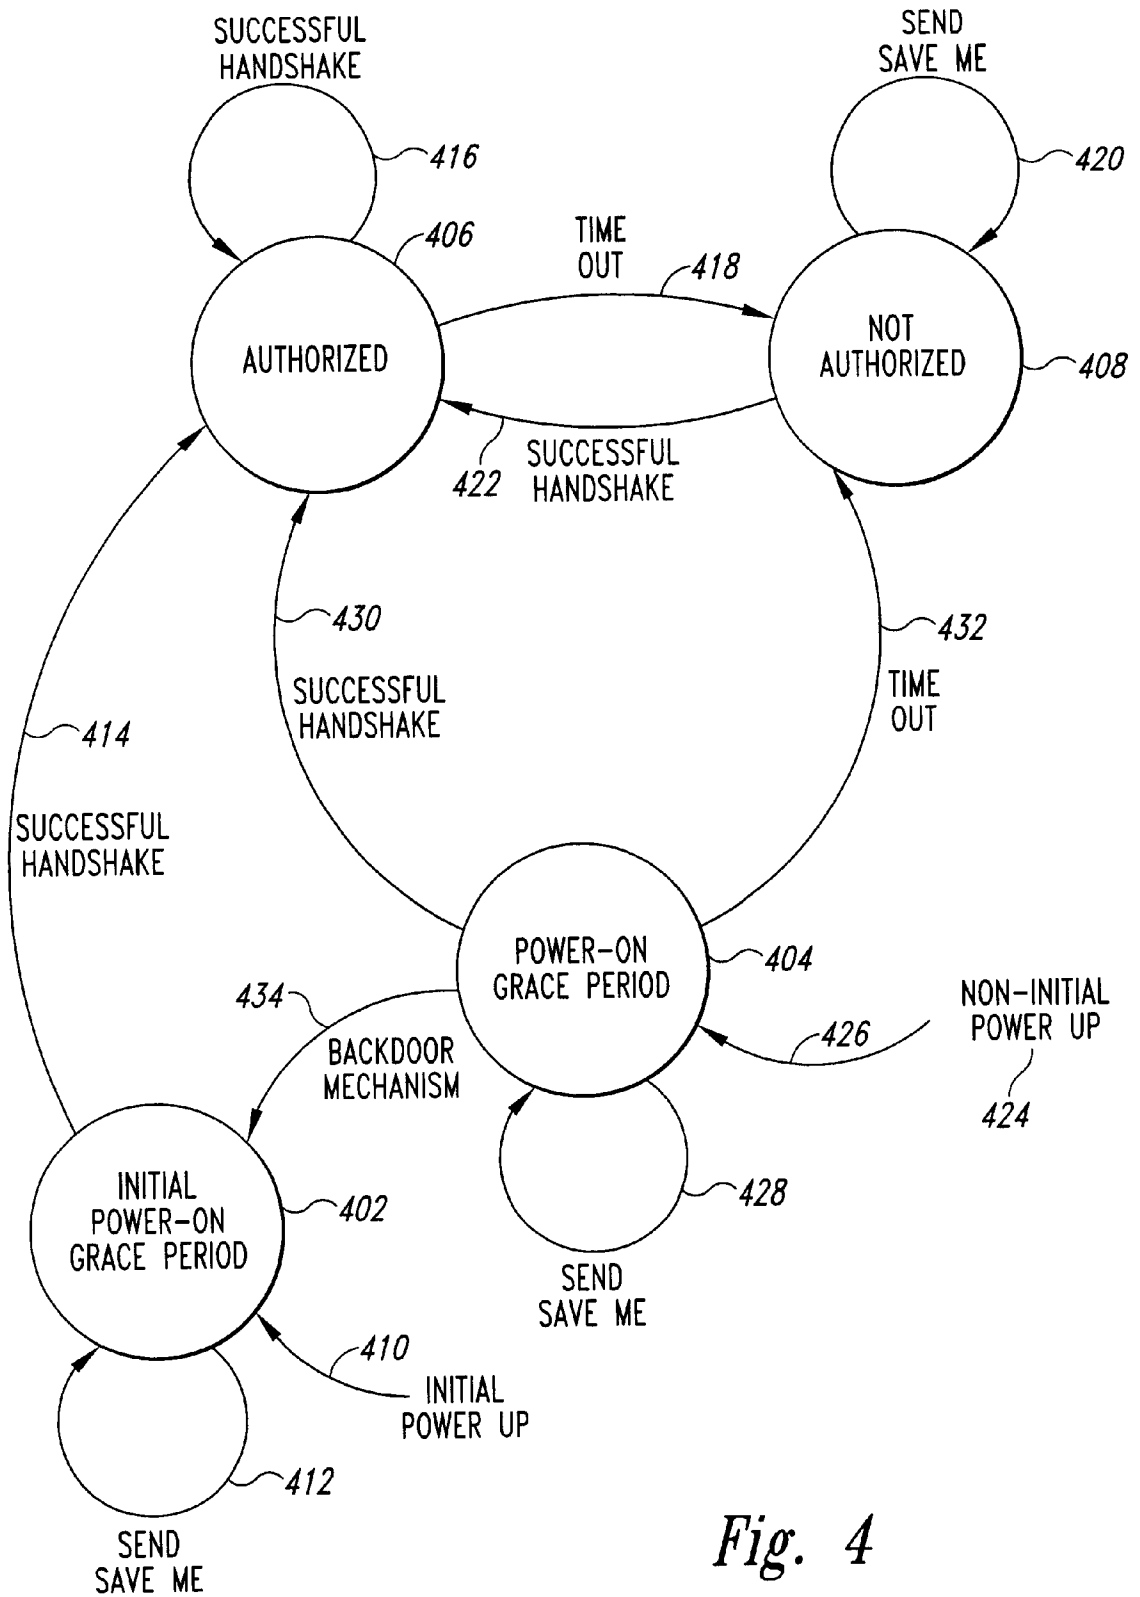 SUCCESSFUL
HANDSHAKE
SEND
SAVE ME
416
420
406
TIME
OUT
418
AUTHORIZED
NOT
AUTHORIZED
408
422
SUCCESSFUL
HANDSHAKE
430
432
SUCCESSFUL
HANDSHAKE
TIME
OUT
414
SUCCESSFUL
HANDSHAKE
POWER-ON
GRACE PERIOD
404
434
BACKDOOR
MECHANISM
NON-INITIAL
POWER UP
426
424
INITIAL
POWER-ON
GRACE PERIOD
402
428
SEND
SAVE ME
410
INITIAL
POWER UP
412
SEND
SAVE ME
Fig. 4